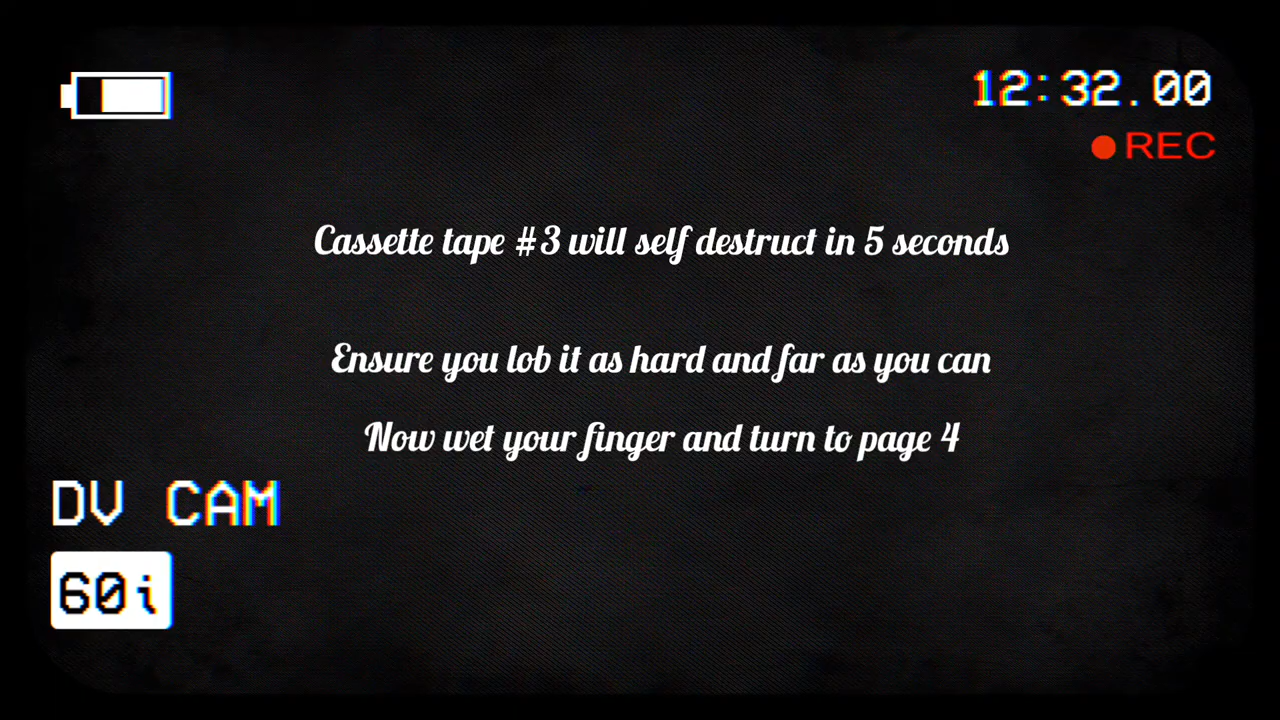 12:32.00
REC
Cassette tape #3 will self destruct in 5 seconds
Ensure you lob it as hard and far as you can
Now wet your finger and turn to page 4
DV CAM
60i